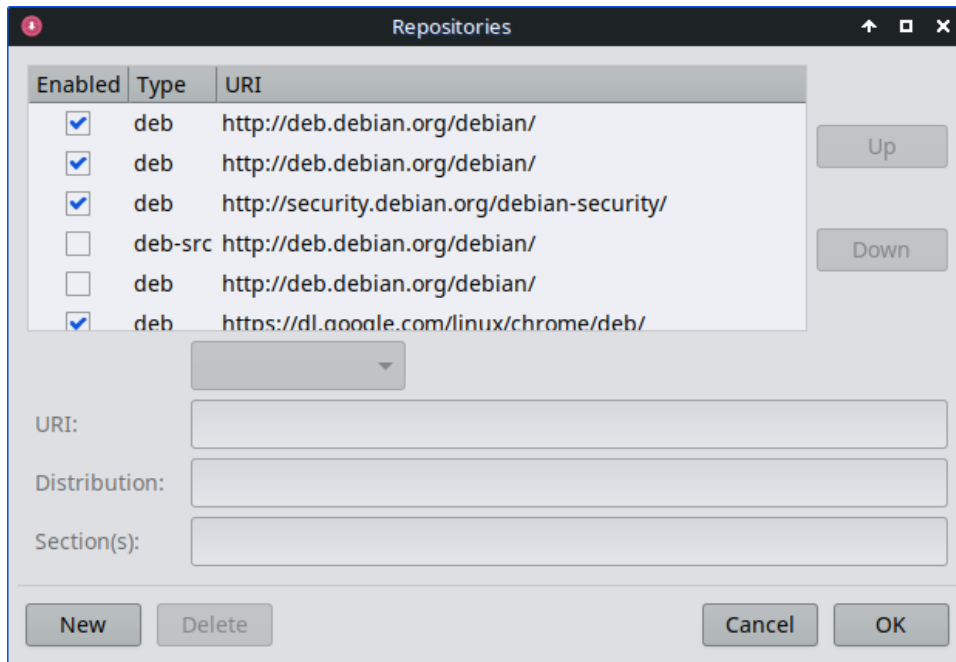 Repositories
Enabled Type URI
deb http://deb.debian.org/debian/
deb http://deb.debian.org/debian/
deb http://security.debian.org/debian-security/
deb-src http://deb.debian.org/debian/
deb http://deb.debian.org/debian/
deb https://dl.google.com/linux/chrome/deb/
Up
Down
URI:
Distribution:
Section(s):
New Delete Cancel OK